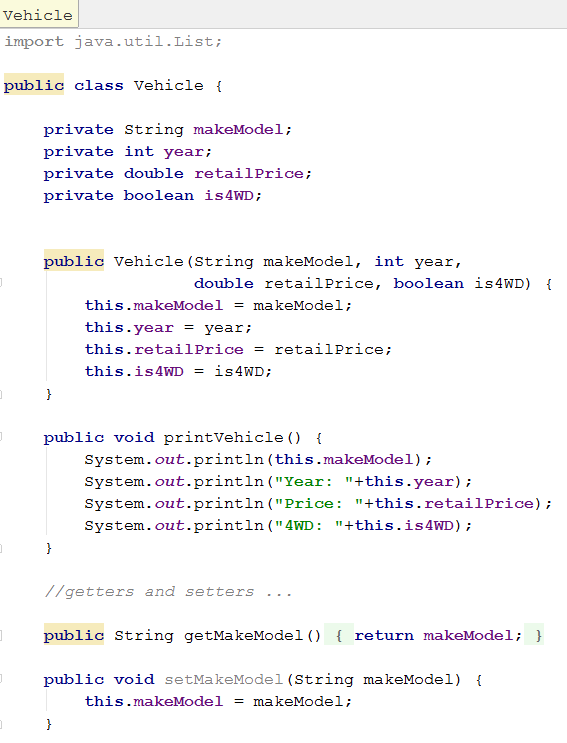 Vehicle
import java.util.List;
public class Vehicle {
private String makeModel;
private int year;
private double retailPrice;
private boolean is4WD;
public Vehicle(String makeModel, int year,
double retailPrice, boolean is4WD) {
this.makeModel = makeModel;
this.year = year;
this.retailPrice = retailPrice;
this.is4WD = is4WD;
}
public void printVehicle() {
System.out.println(this.makeModel);
System.out.println("Year: "+this.year);
System.out.println("Price: "+this.retailPrice);
System.out.println("4WD: "+this.is4WD);
}
//getters and setters ...
public String getMakeModel() { return makeModel; }
public void setMakeModel(String makeModel) {
this.makeModel = makeModel;
}